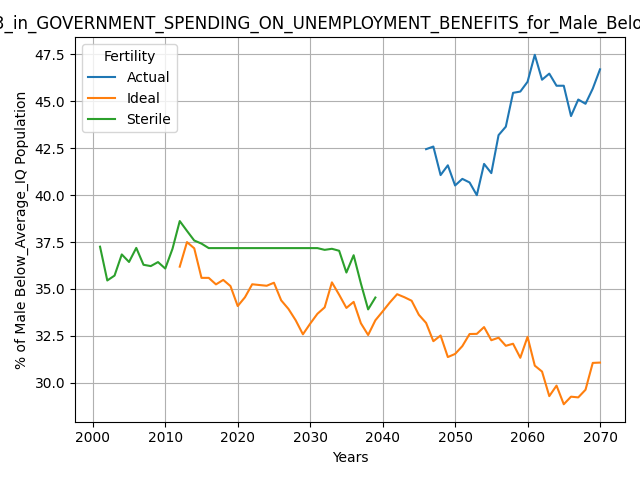 3_in_GOVERNMENT_SPENDING_ON_UNEMPLOYMENT_BENEFITS_for_Male_Belo
Fertility
Actual
Ideal
Sterile
47.5
45.0
42.5
40.0
37.5
35.0
32.5
30.0
% of Male Below_Average_IQ Population
2000 2010 2020 2030 2040 2050 2060 2070
Years